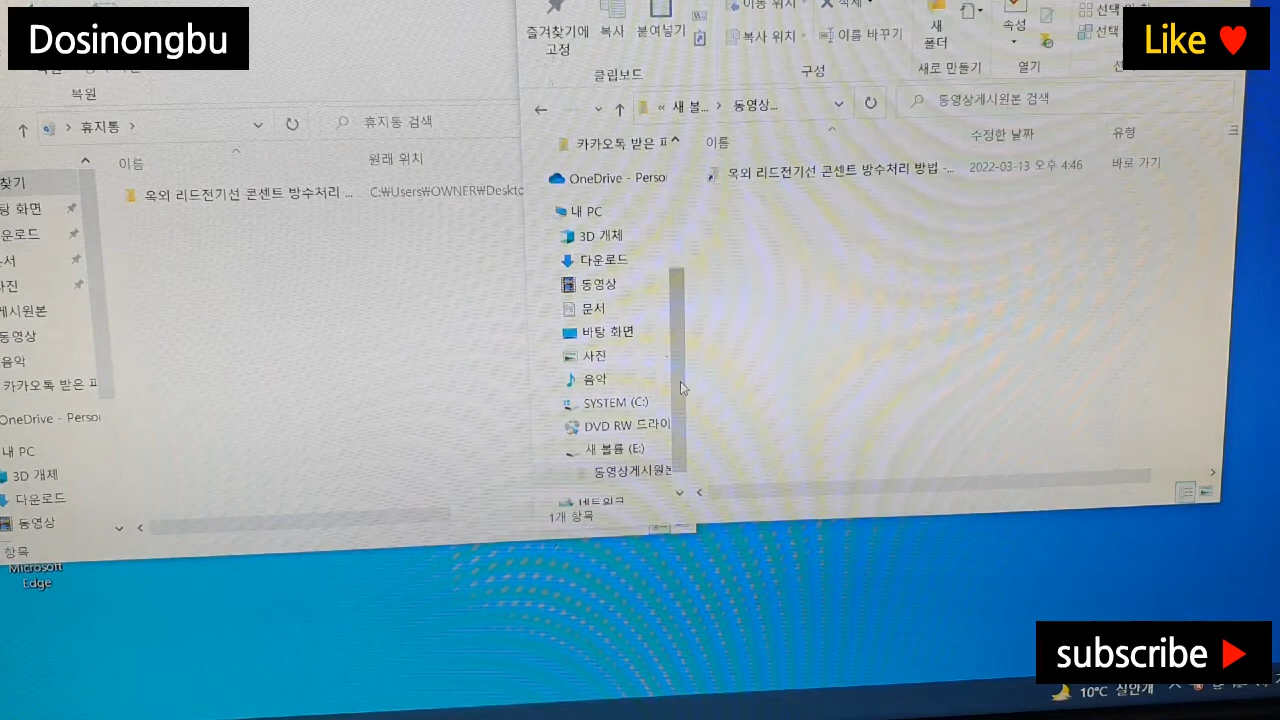 Dosinongbu
Like
복원
휴지통
휴지통 검색
이름
원래 위치
옥외 리드전기선 콘센트 방수처리 ...
C:₩Users₩OWNER₩Deskto
찾기
탕 화면
운로드
게시원본
동영상
음악
카카오톡 받은 파
OneDrive - Person
내 PC
3D 개체
다운로드
동영상
항목
Microsoft
Edge
즐겨찾기에
고정
복사
붙여넣기
이동 위치
삭제
복사 위치
이름 바꾸기
새
폴더
속성
선택
선택
클립보드
구성
새로 만들기
열기
« 새 볼...
동영상...
동영상게시원본 검색
이름
수정한 날짜
유형
크
카카오톡 받은 파
OneDrive - Person
옥외 리드전기선 콘센트 방수처리 방법 -...
2022-03-13 오후 4:46
바로 가기
내 PC
3D 개체
다운로드
동영상
문서
바탕 화면
사진
음악
SYSTEM (C:)
DVD RW 드라이
새 볼륨 (E:)
동영상게시원본
네트워크
1개 항목
subscribe
10°C 실안개